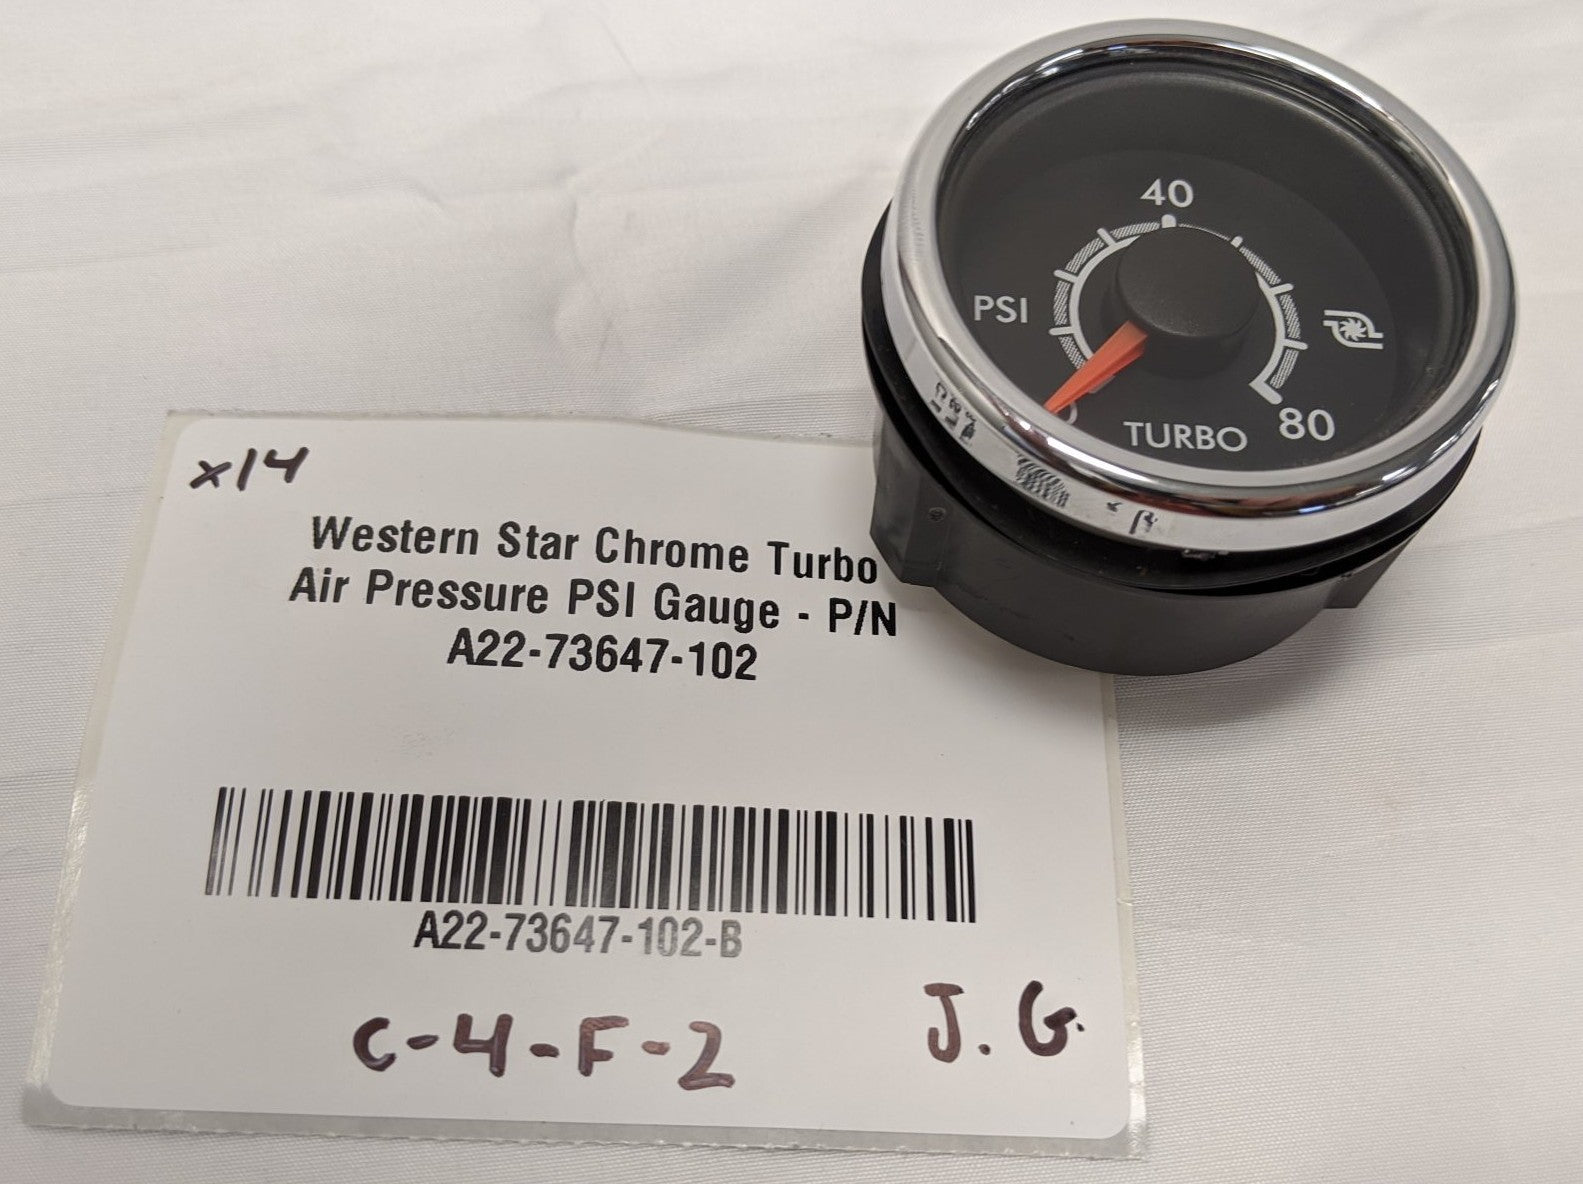 40
PSI
0
TURBO
80
x14
Western Star Chrome Turbo
Air Pressure PSI Gauge - P/N
A22-73647-102
A22-73647-102-B
C-4-F-2
J.G.